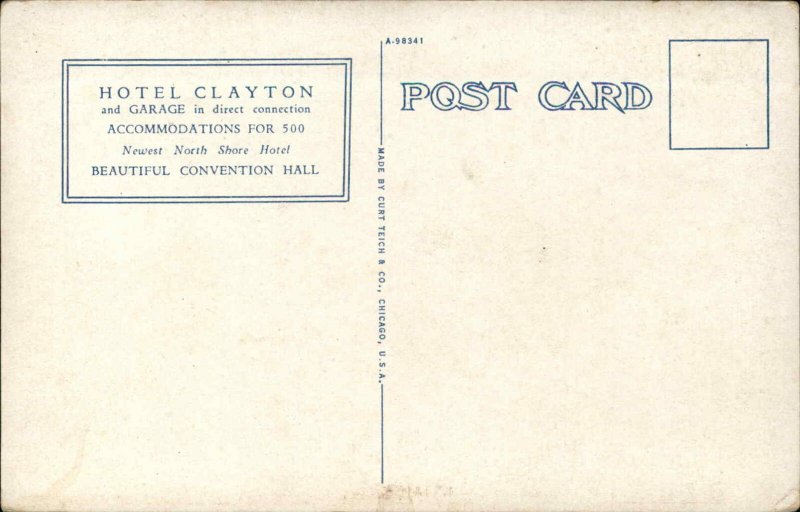 HOTEL CLAYTON
and GARAGE in direct connection
ACCOMMODATIONS FOR 500
Newest North Shore Hotel
BEAUTIFUL CONVENTION HALL
A-98341
MADE BY CURT TEICH & CO., CHICAGO, U.S.A.
POST CARD